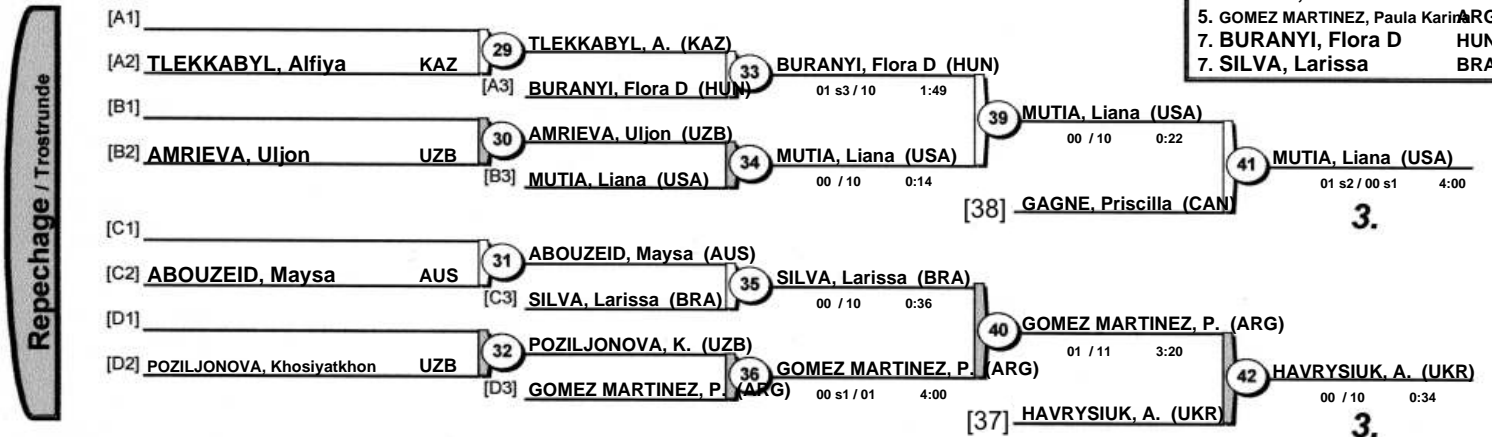 5. GOMEZ MARTINEZ, Paula Karina ARG
7. BURANYI, Flora D HUN
7. SILVA, Larissa BRA
Repechage / Trostrunde
[A1]
[A2] TLEKKABYL, Alfiya KAZ
29
TLEKKABYL, A. (KAZ)
[A3] BURANYI, Flora D (HUN)
33
BURANYI, Flora D (HUN)
01 s3 / 10 1:49
[B1]
[B2] AMRIEVA, Uljon UZB
30
AMRIEVA, Uljon (UZB)
[B3] MUTIA, Liana (USA)
34
MUTIA, Liana (USA)
00 / 10 0:14
39
MUTIA, Liana (USA)
00 / 10 0:22
[38] GAGNE, Priscilla (CAN)
41
MUTIA, Liana (USA)
01 s2 / 00 s1 4:00
3.
[C1]
[C2] ABOUZEID, Maysa AUS
31
ABOUZEID, Maysa (AUS)
[C3] SILVA, Larissa (BRA)
35
SILVA, Larissa (BRA)
00 / 10 0:36
[D1]
[D2] POZILJONOVA, Khosiyatkhon UZB
32
POZILJONOVA, K. (UZB)
[D3] GOMEZ MARTINEZ, P. (ARG)
36
GOMEZ MARTINEZ, P. (ARG)
00 s1 / 01 4:00
40
GOMEZ MARTINEZ, P. (ARG)
01 / 11 3:20
[37] HAVRYSIUK, A. (UKR)
42
HAVRYSIUK, A. (UKR)
00 / 10 0:34
3.